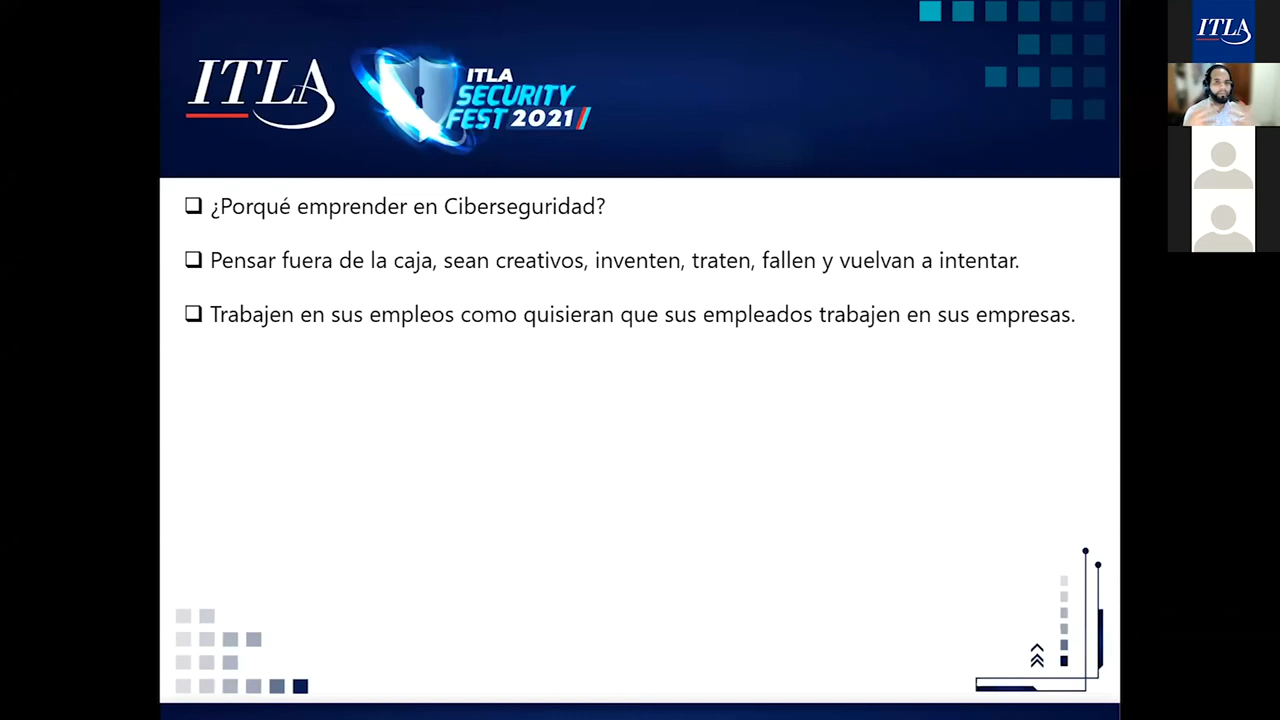 ITLA
ITLA
SECURITY
FEST 2021
ITLA
¿Porqué emprender en Ciberseguridad?
Pensar fuera de la caja, sean creativos, inventen, traten, fallen y vuelvan a intentar.
Trabajen en sus empleos como quisieran que sus empleados trabajen en sus empresas.